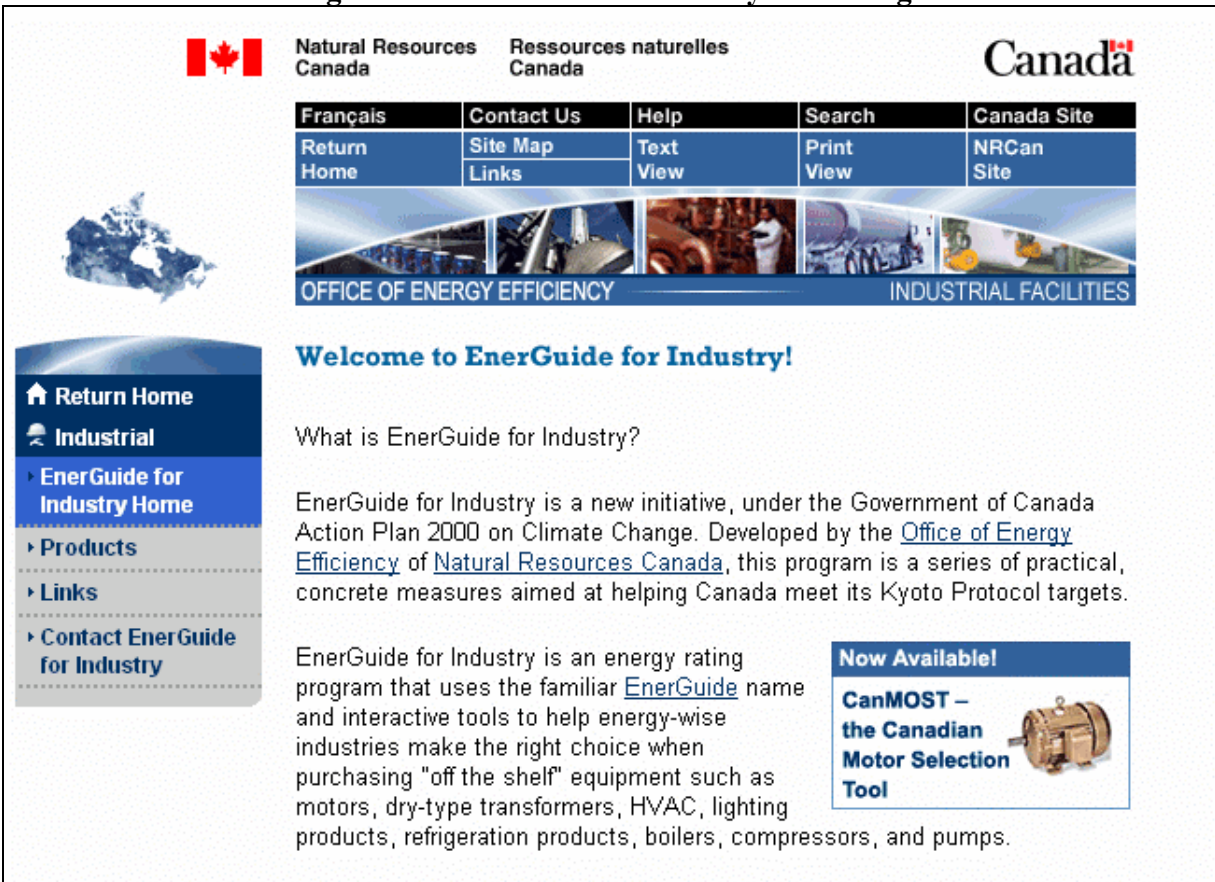 Natural Resources Canada
Ressources naturelles Canada
Canada
Français
Contact Us
Help
Search
Canada Site
Return Home
Site Map
Links
Text View
Print View
NRCan Site
OFFICE OF ENERGY EFFICIENCY
INDUSTRIAL FACILITIES
Return Home
Industrial
EnerGuide for
Industry Home
Products
Links
Contact EnerGuide
for Industry
Welcome to EnerGuide for Industry!
What is EnerGuide for Industry?
EnerGuide for Industry is a new initiative, under the Government of Canada
Action Plan 2000 on Climate Change. Developed by the Office of Energy
Efficiency of Natural Resources Canada, this program is a series of practical,
concrete measures aimed at helping Canada meet its Kyoto Protocol targets.
EnerGuide for Industry is an energy rating
program that uses the familiar EnerGuide name
and interactive tools to help energy-wise
industries make the right choice when
purchasing "off the shelf" equipment such as
motors, dry-type transformers, HVAC, lighting
products, refrigeration products, boilers, compressors, and pumps.
Now Available!
CanMOST –
the Canadian
Motor Selection
Tool